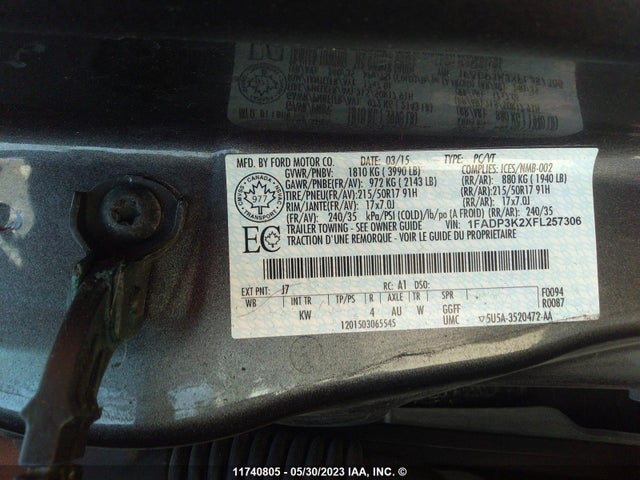 MFD. BY FORD MOTOR CO. DATE: 03/15 TYPE: PC/VT
GVWR/PNBV: 1810 KG ( 3990 LB) COMPLIES: ICES/NMB-002
GAWR/PNBE(FR/AV): 972 KG ( 2143 LB) (RR/AR): 880 KG ( 1940 LB)
TIRE/PNEU(FR/AV): 215/50R17 91H (RR/AR): 215/50R17 91H
RIM/JANTE(FR/AV): 17x7.0J (RR/AR): 17x7.0J
(FR/AV): 240/35 kPa/PSI (COLD)/lb/po (A FROID) (RR/AR): 240/35
TRAILER TOWING - SEE OWNER GUIDE VIN: 1FADP3K2XFL257306
TRACTION D'UNE REMORQUE - VOIR LE GUIDE DU PROPRIETAIRE
CANADA
977
TRANSPORT
EC
EXT PNT: J7 RC: A1 DSO: F0094
WB INT TR TP/PS R AX TR SPR R0087
KW 4 AU W GGFF
1201503065545 UMC 5U5A-3520472-AA
11740805 - 05/30/2023 IAA, INC. ©